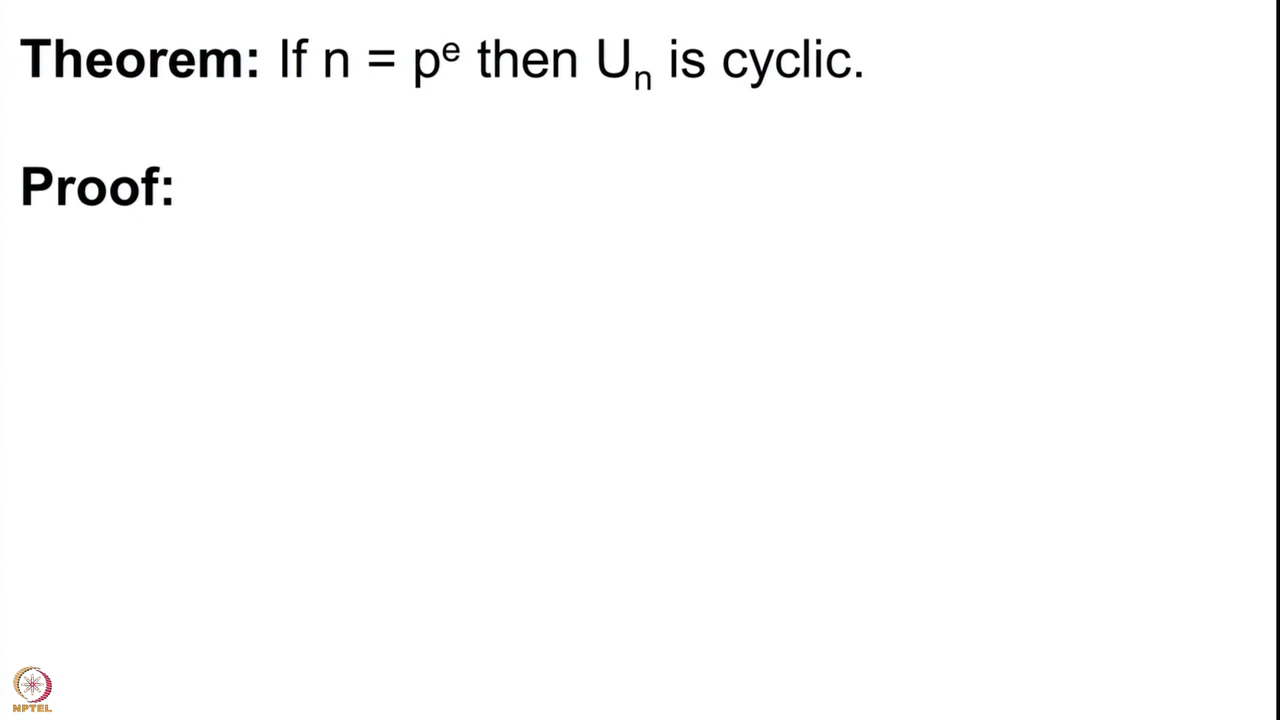 Theorem: If n = pᵉ then Uₙ is cyclic.
Proof:
NPTEL